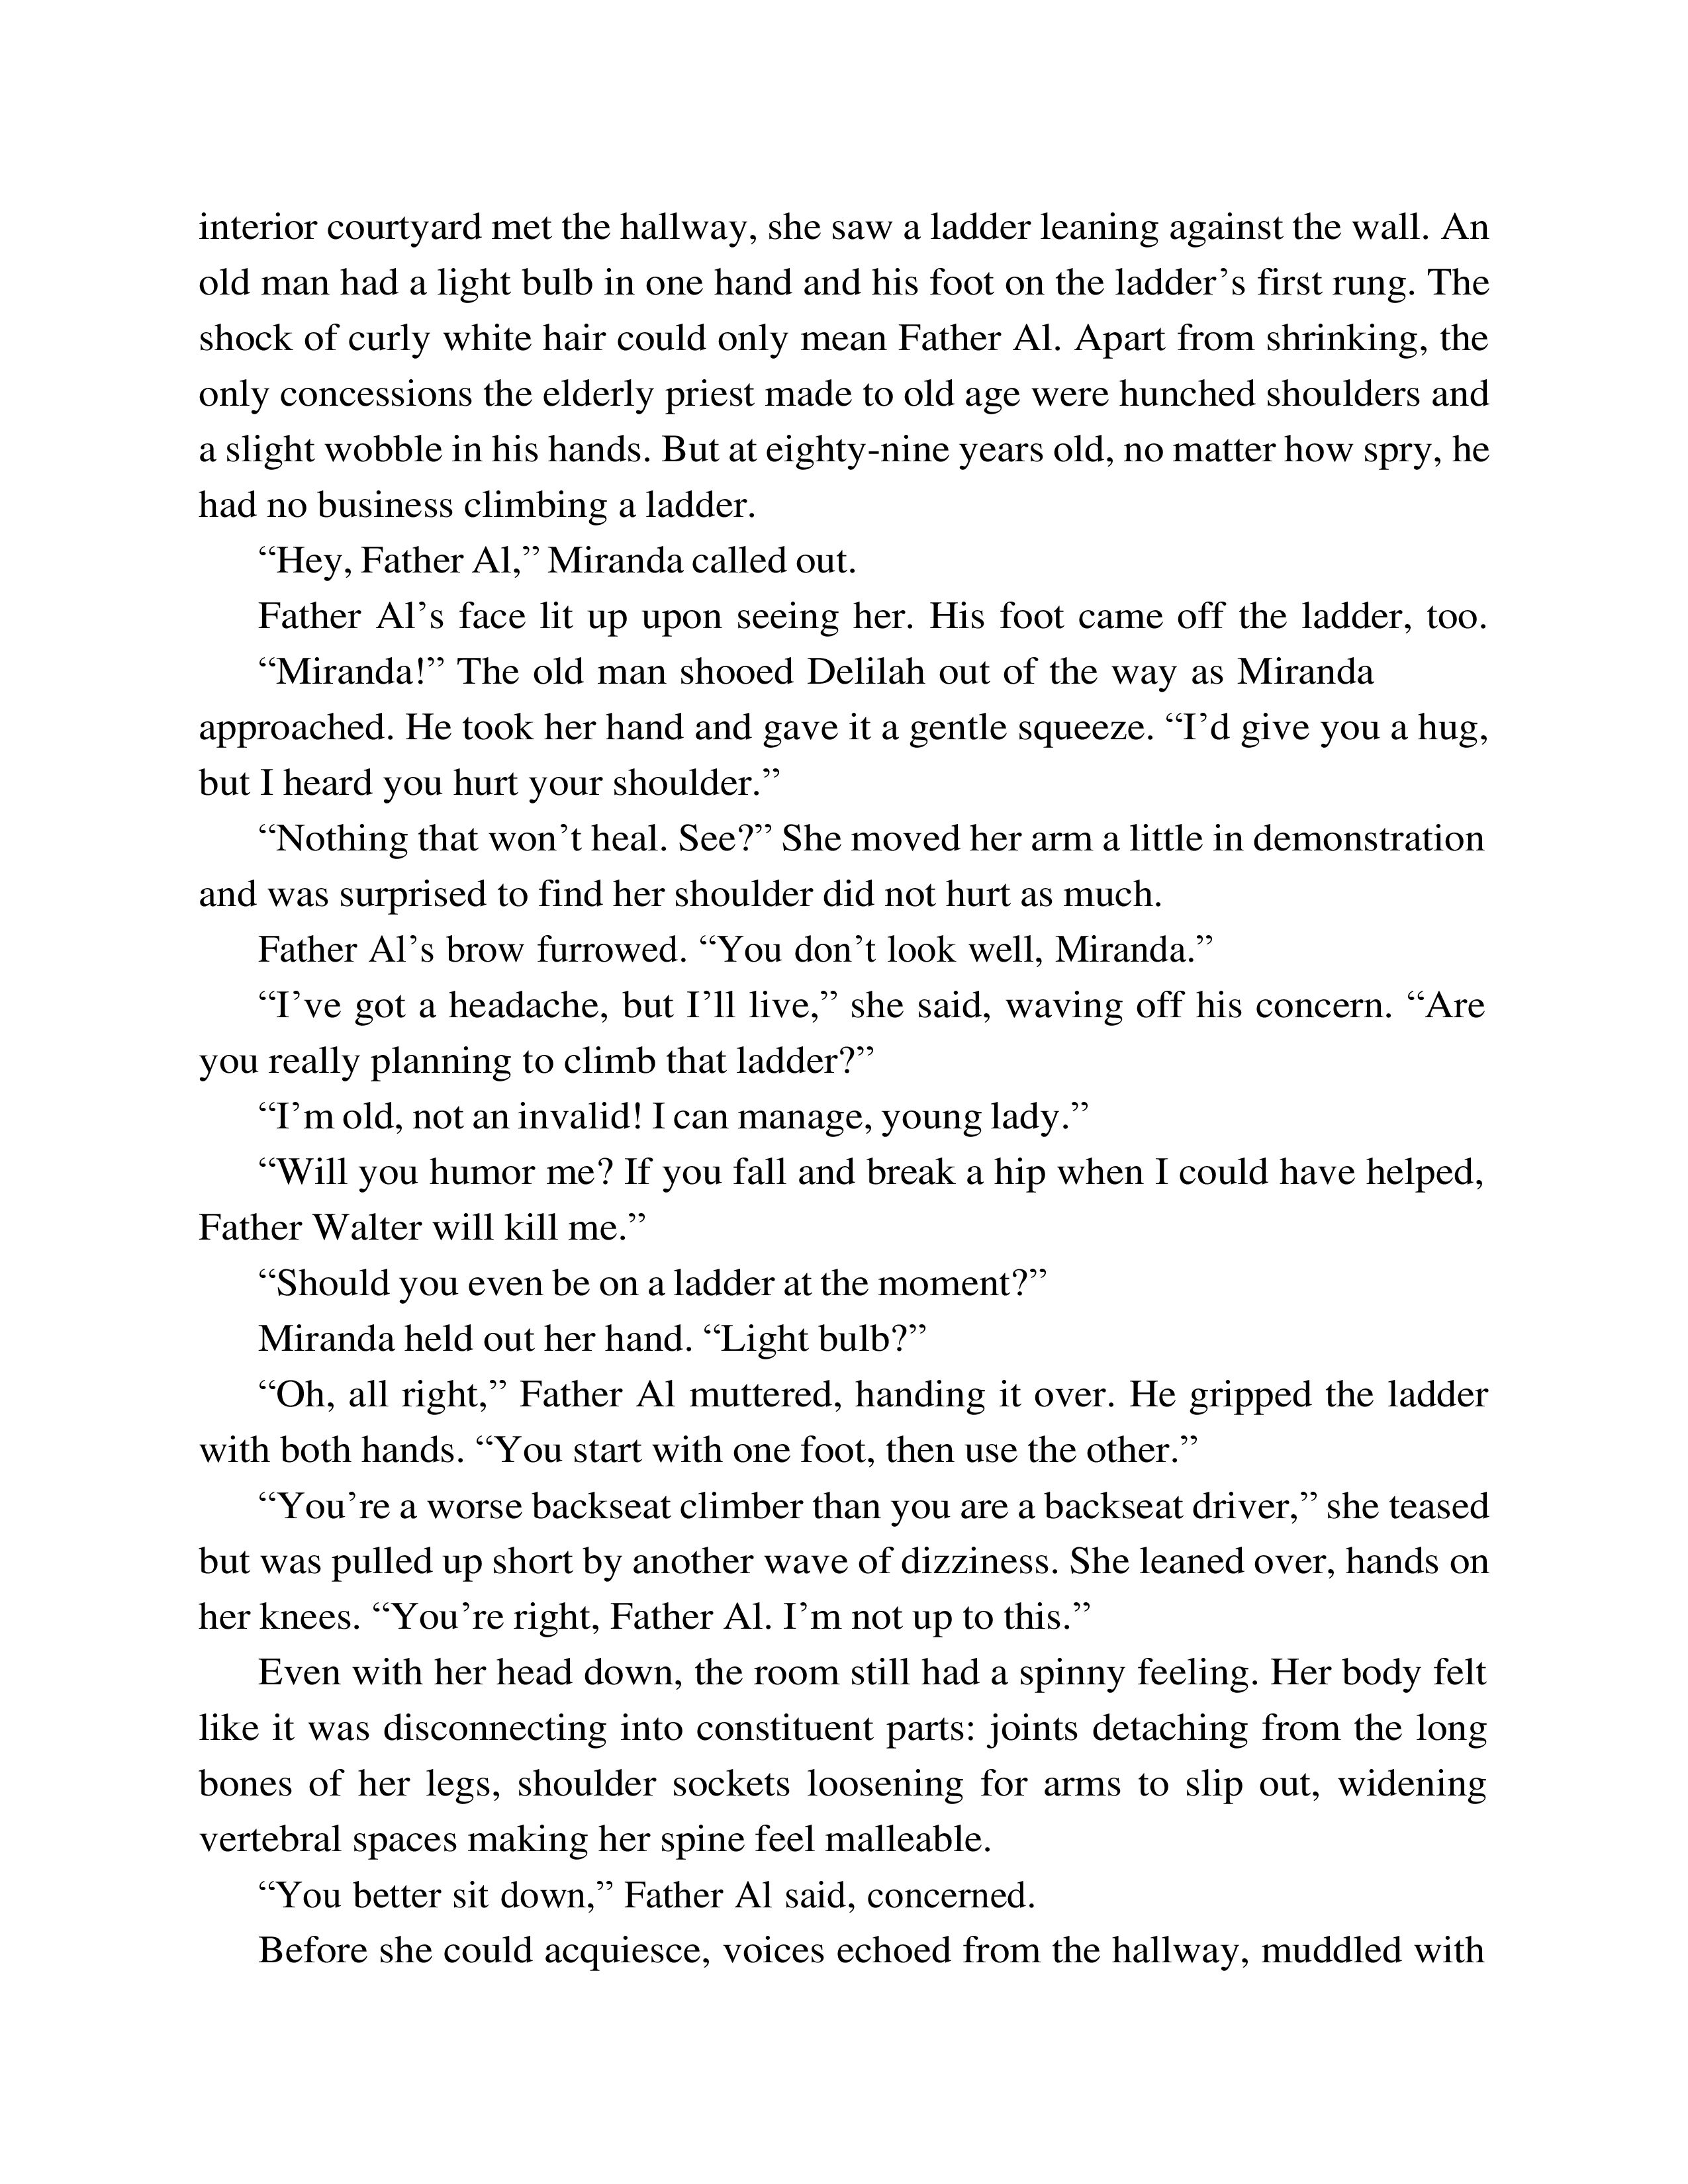 interior courtyard met the hallway, she saw a ladder leaning against the wall. An
old man had a light bulb in one hand and his foot on the ladder’s first rung. The
shock of curly white hair could only mean Father Al. Apart from shrinking, the
only concessions the elderly priest made to old age were hunched shoulders and
a slight wobble in his hands. But at eighty-nine years old, no matter how spry, he
had no business climbing a ladder.
“Hey, Father Al,” Miranda called out.
Father Al’s face lit up upon seeing her. His foot came off the ladder, too.
“Miranda!” The old man shooed Delilah out of the way as Miranda
approached. He took her hand and gave it a gentle squeeze. “I’d give you a hug,
but I heard you hurt your shoulder.”
“Nothing that won’t heal. See?” She moved her arm a little in demonstration
and was surprised to find her shoulder did not hurt as much.
Father Al’s brow furrowed. “You don’t look well, Miranda.”
“I’ve got a headache, but I’ll live,” she said, waving off his concern. “Are
you really planning to climb that ladder?”
“I’m old, not an invalid! I can manage, young lady.”
“Will you humor me? If you fall and break a hip when I could have helped,
Father Walter will kill me.”
“Should you even be on a ladder at the moment?”
Miranda held out her hand. “Light bulb?”
“Oh, all right,” Father Al muttered, handing it over. He gripped the ladder
with both hands. “You start with one foot, then use the other.”
“You’re a worse backseat climber than you are a backseat driver,” she teased
but was pulled up short by another wave of dizziness. She leaned over, hands on
her knees. “You’re right, Father Al. I’m not up to this.”
Even with her head down, the room still had a spinny feeling. Her body felt
like it was disconnecting into constituent parts: joints detaching from the long
bones of her legs, shoulder sockets loosening for arms to slip out, widening
vertebral spaces making her spine feel malleable.
“You better sit down,” Father Al said, concerned.
Before she could acquiesce, voices echoed from the hallway, muddled with